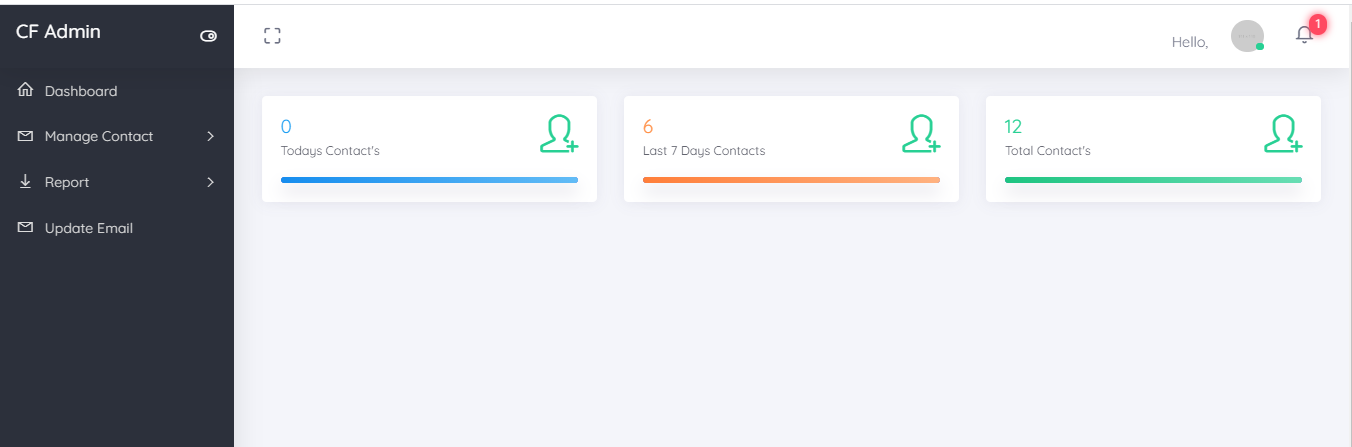 CF Admin
Hello,
1
Dashboard
Manage Contact
Report
Update Email
0
Todays Contact's
6
Last 7 Days Contacts
12
Total Contact's